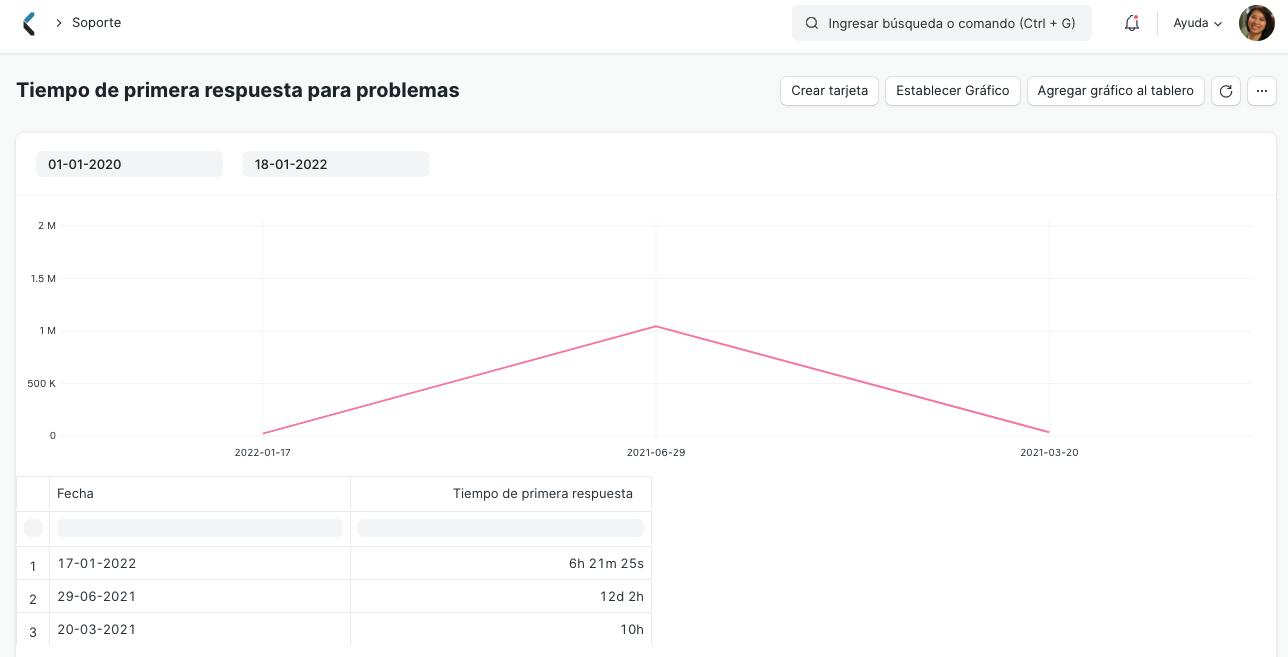 Soporte
Ingresar búsqueda o comando (Ctrl + G)
Ayuda
Tiempo de primera respuesta para problemas
Crear tarjeta
Establecer Gráfico
Agregar gráfico al tablero
01-01-2020
18-01-2022
2 M
1.5 M
1 M
500 K
0
2022-01-17
2021-06-29
2021-03-20
Fecha Tiempo de primera respuesta
1 17-01-2022 6h 21m 25s
2 29-06-2021 12d 2h
3 20-03-2021 10h